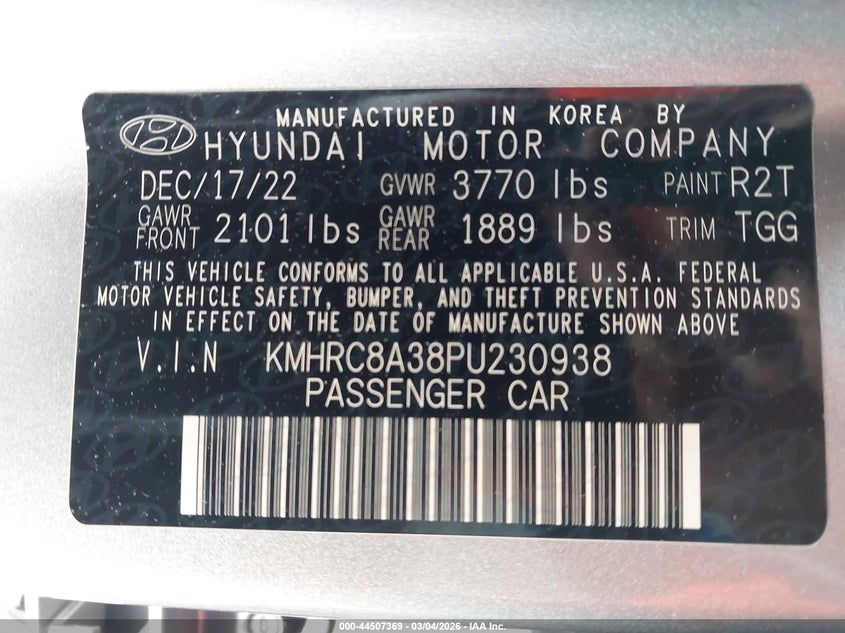 MANUFACTURED IN KOREA BY
HYUNDAI MOTOR COMPANY
DEC/17/22 GVWR 3770 lbs PAINT R2T
GAWR FRONT 2101 lbs GAWR REAR 1889 lbs TRIM TGG
THIS VEHICLE CONFORMS TO ALL APPLICABLE U.S.A. FEDERAL
MOTOR VEHICLE SAFETY, BUMPER, AND THEFT PREVENTION STANDARDS
IN EFFECT ON THE DATE OF MANUFACTURE SHOWN ABOVE
V.I.N KMHRC8A38PU230938
PASSENGER CAR
000-44507369 - 03/04/2026 - IAA Inc.